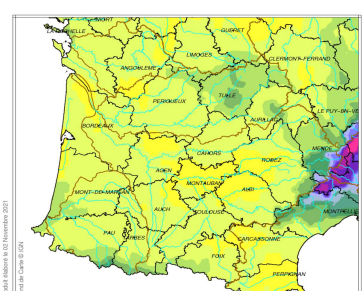 NIORT
LA ROCHELLE
GUERET
LIMOGES
CLERMONT-FERRAND
ANGOULEME
TULLE
PERIGUEUX
LE PUY-EN-VE
AURILLAC
BORDEAUX
MENDE
CAHORS
RODEZ
AGEN
MONTAUBAN
MONT-DE-MARSAN
ALBI
AUCH
TOULOUSE
MONTPELLIE
PAU
TARBES
CARCASSONNE
FOIX
PERPIGNAN
oduit élaboré le 02 Novembre 2021
nd de Carte © IGN